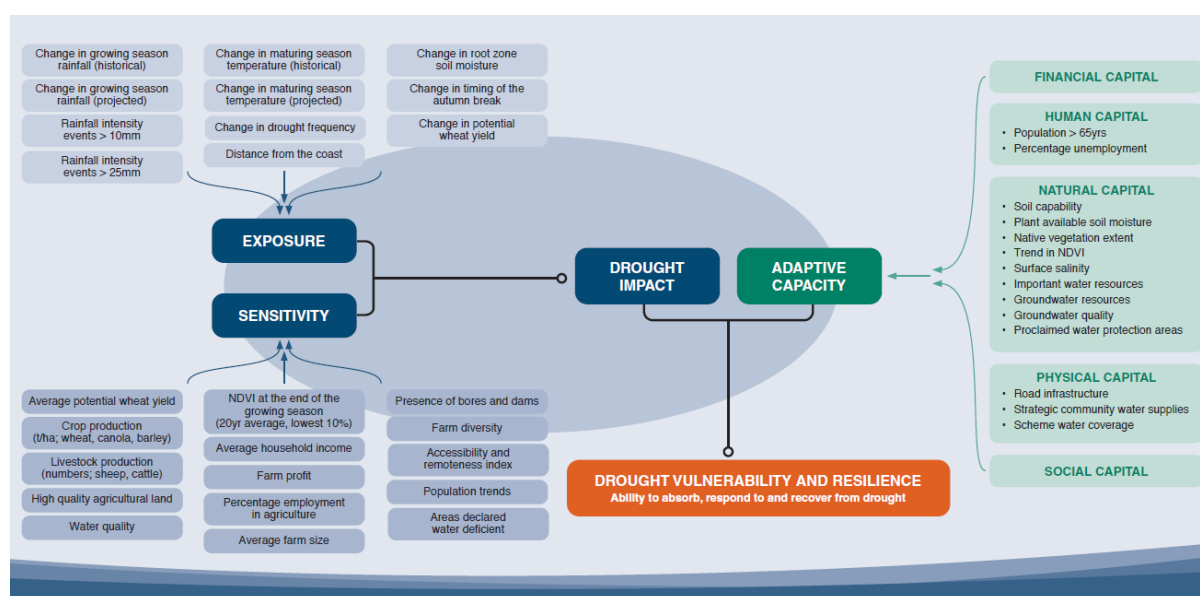 Change in growing season
rainfall (historical)
Change in growing season
rainfall (projected)
Rainfall intensity
events > 10mm
Rainfall intensity
events > 25mm
Change in maturing season
temperature (historical)
Change in maturing season
temperature (projected)
Change in drought frequency
Distance from the coast
Change in root zone
soil moisture
Change in timing of the
autumn break
Change in potential
wheat yield
EXPOSURE
SENSITIVITY
DROUGHT
IMPACT
ADAPTIVE
CAPACITY
FINANCIAL CAPITAL
HUMAN CAPITAL
• Population > 65yrs
• Percentage unemployment
NATURAL CAPITAL
• Soil capability
• Plant available soil moisture
• Native vegetation extent
• Trend in NDVI
• Surface salinity
• Important water resources
• Groundwater resources
• Groundwater quality
• Proclaimed water protection areas
PHYSICAL CAPITAL
• Road infrastructure
• Strategic community water supplies
• Scheme water coverage
SOCIAL CAPITAL
Average potential wheat yield
Crop production
(t/ha; wheat, canola, barley)
Livestock production
(numbers; sheep, cattle)
High quality agricultural land
Water quality
NDVI at the end of the
growing season
(20yr average, lowest 10%)
Average household income
Farm profit
Percentage employment
in agriculture
Average farm size
Presence of bores and dams
Farm diversity
Accessibility and
remoteness index
Population trends
Areas declared
water deficient
DROUGHT VULNERABILITY AND RESILIENCE
Ability to absorb, respond to and recover from drought